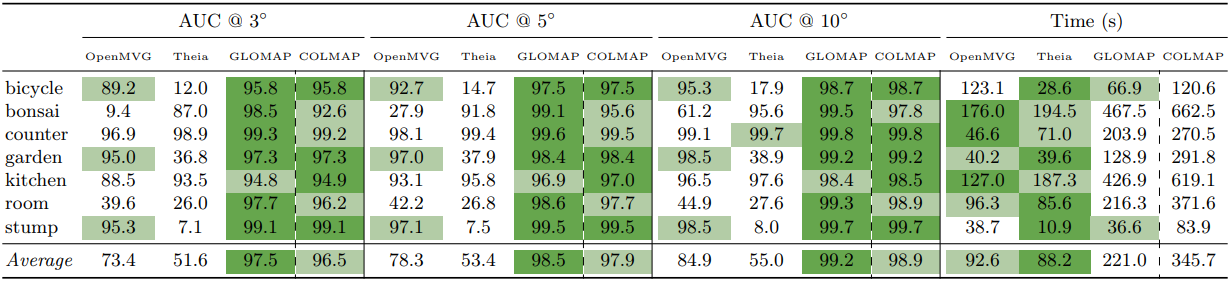 AUC @ 3° AUC @ 5° AUC @ 10° Time (s)
OpenMVG Theia GLOMAP COLMAP OpenMVG Theia GLOMAP COLMAP OpenMVG Theia GLOMAP COLMAP OpenMVG Theia GLOMAP COLMAP
bicycle 89.2 12.0 95.8 95.8 92.7 14.7 97.5 97.5 95.3 17.9 98.7 98.7 123.1 28.6 66.9 120.6
bonsai 9.4 87.0 98.5 92.6 27.9 91.8 99.1 95.6 61.2 95.6 99.5 97.8 176.0 194.5 467.5 662.5
counter 96.9 98.9 99.3 99.2 98.1 99.4 99.6 99.5 99.1 99.7 99.8 99.8 46.6 71.0 203.9 270.5
garden 95.0 36.8 97.3 97.3 97.0 37.9 98.4 98.4 98.5 38.9 99.2 99.2 40.2 39.6 128.9 291.8
kitchen 88.5 93.5 94.8 94.9 93.1 95.8 96.9 97.0 96.5 97.6 98.4 98.5 127.0 187.3 426.9 619.1
room 39.6 26.0 97.7 96.2 42.2 26.8 98.6 97.7 44.9 27.6 99.3 98.9 96.3 85.6 216.3 371.6
stump 95.3 7.1 99.1 99.1 97.1 7.5 99.5 99.5 98.5 8.0 99.7 99.7 38.7 10.9 36.6 83.9
Average 73.4 51.6 97.5 96.5 78.3 53.4 98.5 97.9 84.9 55.0 99.2 98.9 92.6 88.2 221.0 345.7